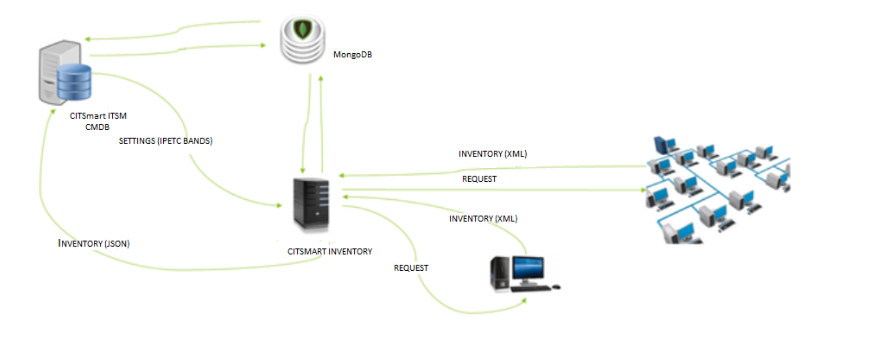 MongoDB
CITSmart ITSM
CMDB
SETTINGS (IPETC BANDS)
INVENTORY (XML)
REQUEST
INVENTORY (XML)
INVENTORY (JSON)
CITSMART INVENTORY
REQUEST